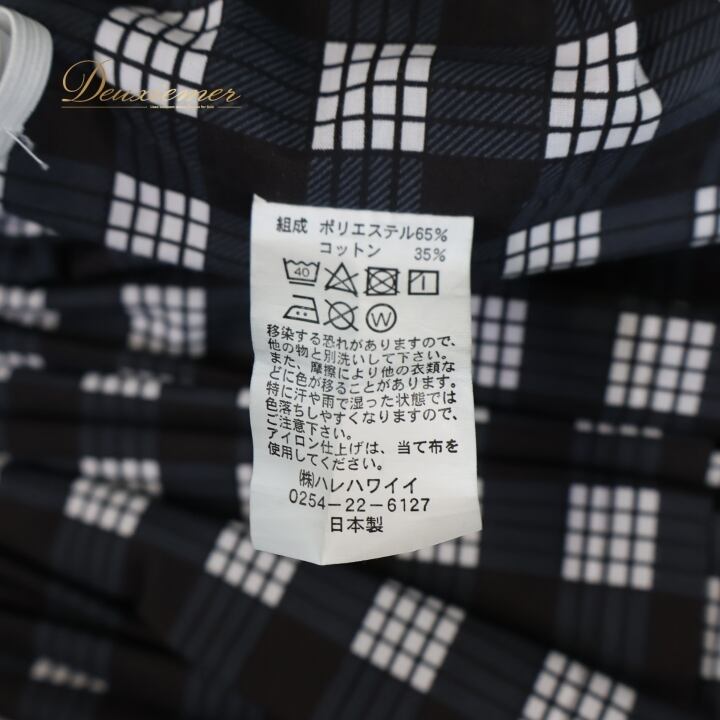 Deuxiemer
組成 ポリエステル65%
コットン 35%
40
W
移染する恐れがありますので、
他の物と別洗いして下さい。
また、摩擦により他の衣類な
どに色が移ることがあります。
特に汗や雨で湿った状態では
色落ちしやすくなりますので、
ご注意下さい。
アイロン仕上げは、当て布を
使用してください。
㈱ハレハワイイ
0254-22-6127
日本製